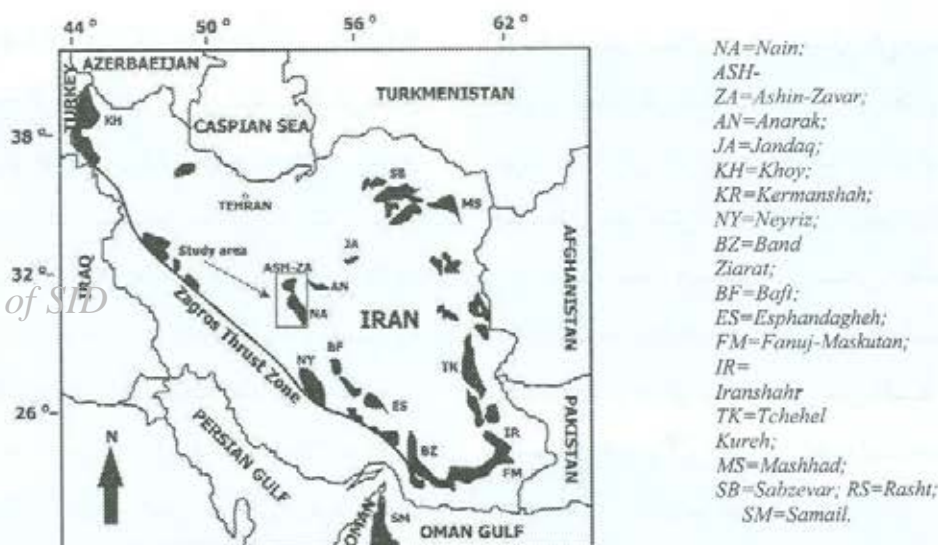 44° 50° 56° 62°
AZERBAEIJAN
TURKEY
KH
CASPIAN SEA
TURKMENISTAN
38°
SB
MS
TEHRAN
Study area
JA
ASH-ZA
AN
32°
IRAQ
of SID
NA
IRAN
AFGHANISTAN
Zagros Thrust Zone
NY
BF
TK
26°
ES
PERSIAN GULF
BZ
IR
FM
PAKISTAN
N
OMAN
SM
OMAN GULF
NA=Nain;
ASH-
ZA=Ashin-Zavar;
AN=Anarak;
JA=Jandaq;
KH=Khoy;
KR=Kermanshah;
NY=Neyriz,
BZ=Band
Ziarat;
BF=Baft;
ES=Esphandagheh;
FM=Fanuj-Maskutan;
IR=
Iranshahr
TK=Tchehel
Kureh;
MS=Mashhad;
SB=Sabzevar; RS=Rasht;
SM=Samail.